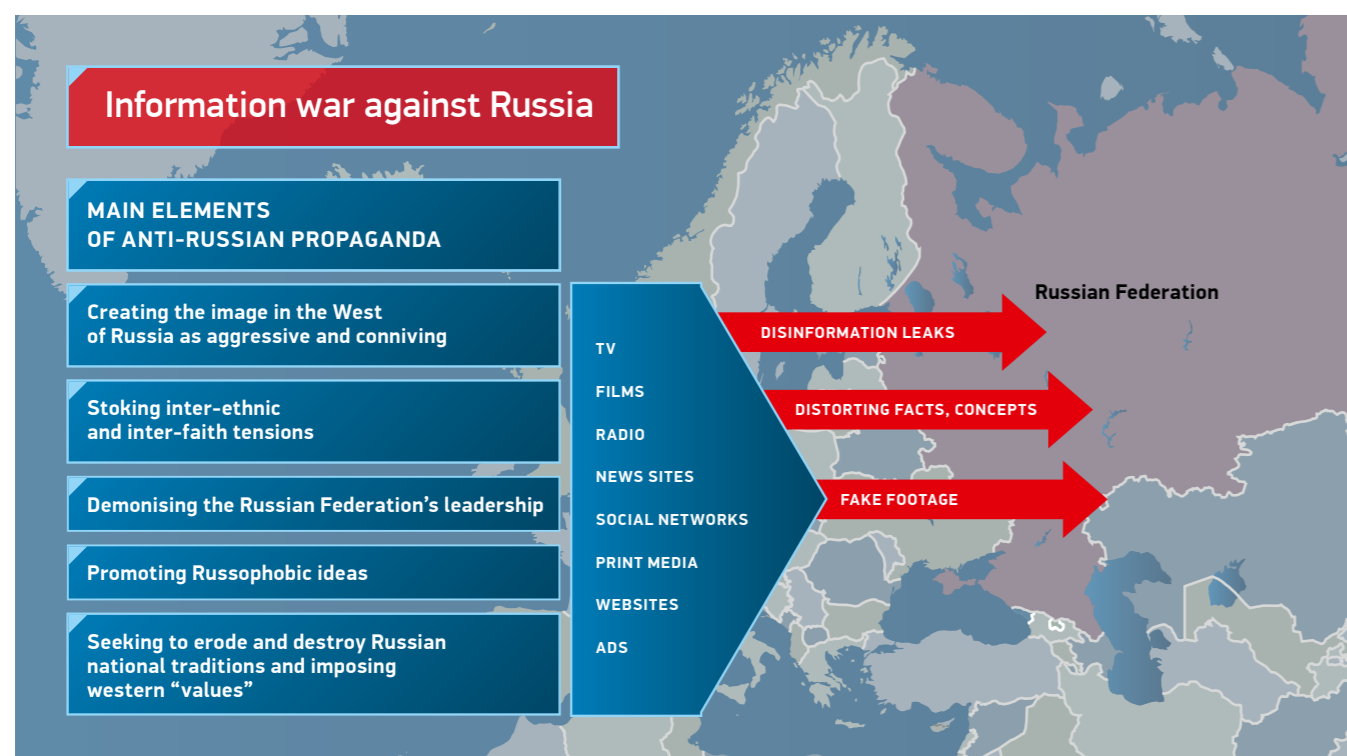 Information war against Russia
MAIN ELEMENTS
OF ANTI-RUSSIAN PROPAGANDA
Creating the image in the West
of Russia as aggressive and conniving
Stoking inter-ethnic
and inter-faith tensions
Demonising the Russian Federation’s leadership
Promoting Russophobic ideas
Seeking to erode and destroy Russian
national traditions and imposing
western “values”
TV
FILMS
RADIO
NEWS SITES
SOCIAL NETWORKS
PRINT MEDIA
WEBSITES
ADS
DISINFORMATION LEAKS
DISTORTING FACTS, CONCEPTS
FAKE FOOTAGE
Russian Federation